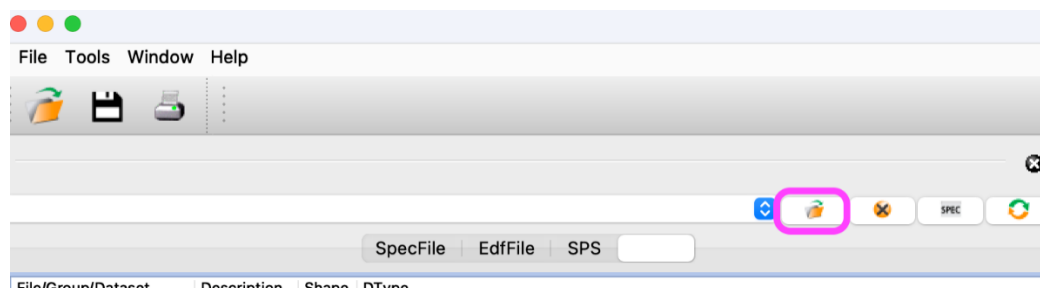 File Tools Window Help
SPEC
SpecFile EdfFile SPS
File/Group/Dataset Description Shape DType